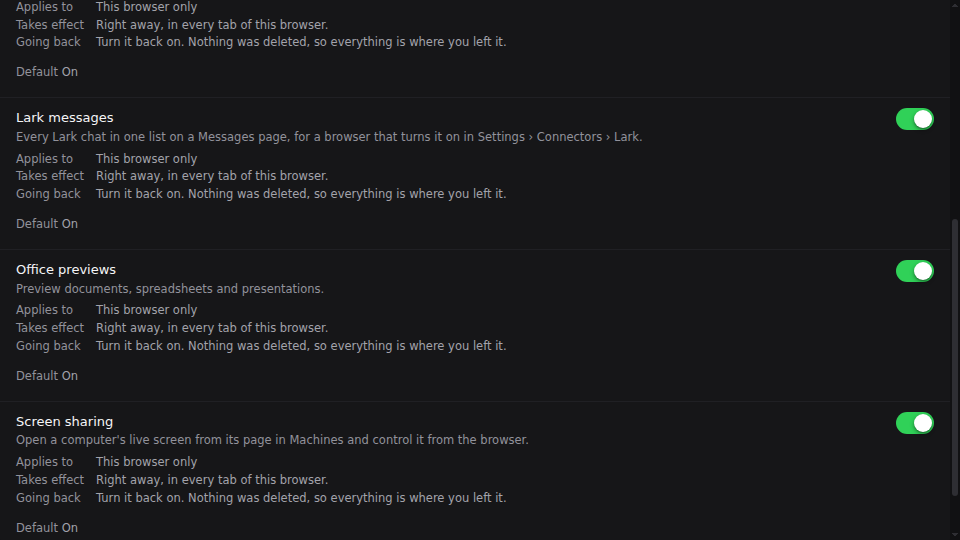 Applies to This browser only
Takes effect Right away, in every tab of this browser.
Going back Turn it back on. Nothing was deleted, so everything is where you left it.
Default On
Lark messages
Every Lark chat in one list on a Messages page, for a browser that turns it on in Settings › Connectors › Lark.
Applies to This browser only
Takes effect Right away, in every tab of this browser.
Going back Turn it back on. Nothing was deleted, so everything is where you left it.
Default On
Office previews
Preview documents, spreadsheets and presentations.
Applies to This browser only
Takes effect Right away, in every tab of this browser.
Going back Turn it back on. Nothing was deleted, so everything is where you left it.
Default On
Screen sharing
Open a computer's live screen from its page in Machines and control it from the browser.
Applies to This browser only
Takes effect Right away, in every tab of this browser.
Going back Turn it back on. Nothing was deleted, so everything is where you left it.
Default On